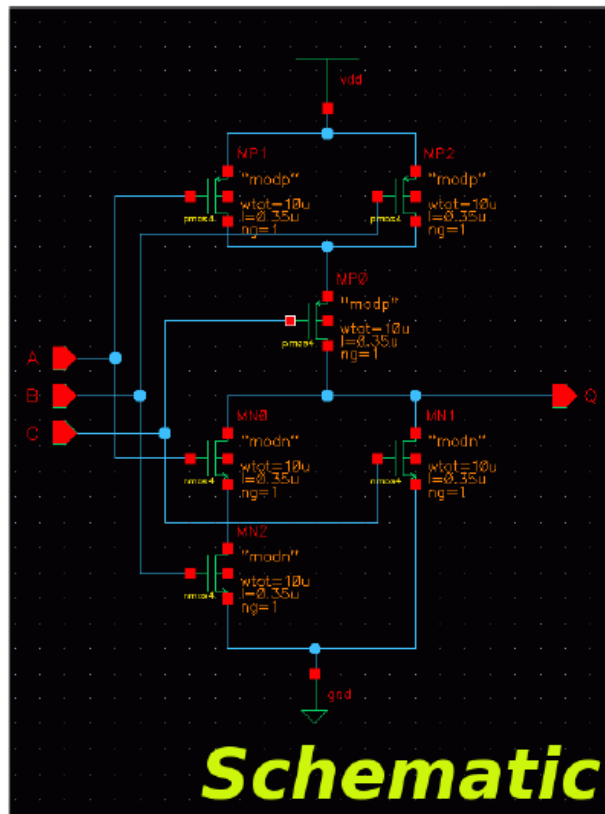 vdd
MP1 MP2
"modp" "modp"
wtot=10u wtot=10u
pmos4 l=0.35u pmos4 l=0.35u
ng=1 ng=1
MPØ
"modp"
wtot=10u
pmos4 l=0.35u
ng=1
A
B Q
C
MNØ MN1
"modn" "modn"
wtot=10u wtot=10u
nmos4 l=0.35u nmos4 l=0.35u
ng=1 ng=1
MN2
"modn"
wtot=10u
nmos4 l=0.35u
ng=1
gnd
Schematic